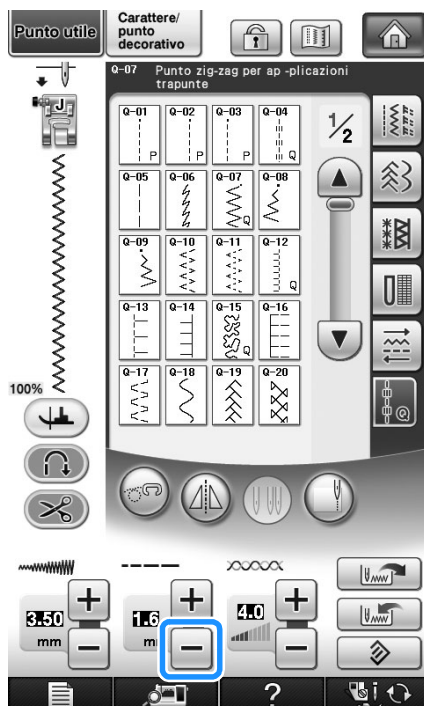 Punto utile
Carattere/
punto
decorativo
Q-07 Punto zig-zag per ap -plicazioni
trapunte
J
Q-01 Q-02 Q-03 Q-04
P P P Q
1/2
Q-05 Q-06 Q-07 Q-08
Q
Q-09 Q-10 Q-11 Q-12
Q
Q-13 Q-14 Q-15 Q-16
Q
Q-17 Q-18 Q-19 Q-20
Q
100%
3.50 1.6 4.0
mm m
?